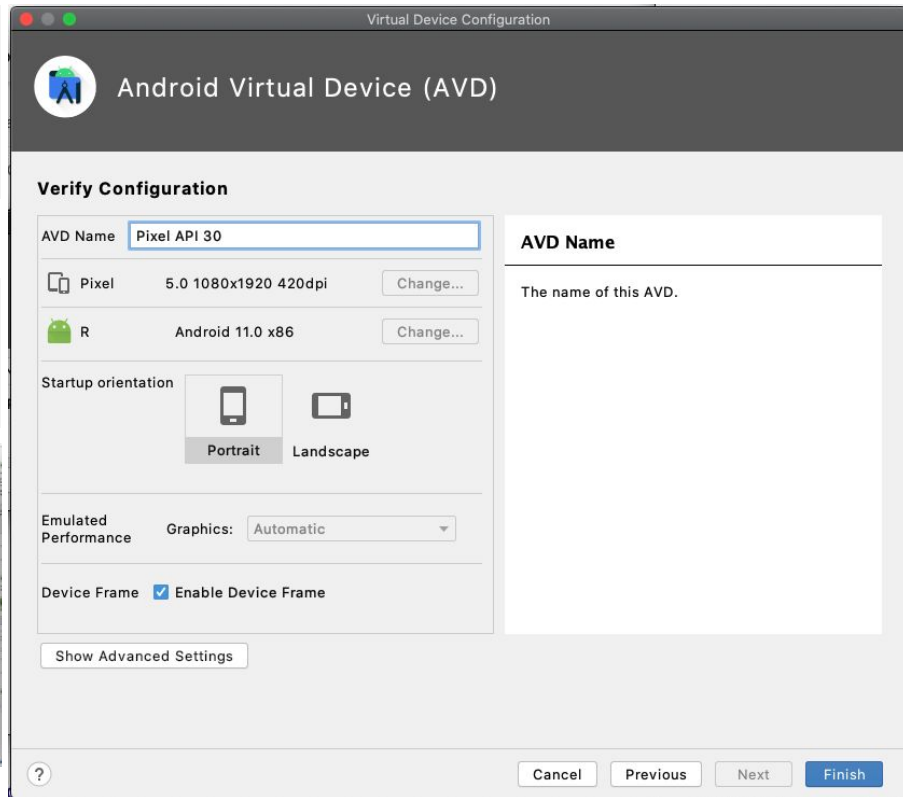 Virtual Device Configuration
Android Virtual Device (AVD)
Verify Configuration
AVD Name Pixel API 30
Pixel 5.0 1080x1920 420dpi Change...
R Android 11.0 x86 Change...
Startup orientation
Portrait Landscape
Emulated
Performance
Graphics: Automatic
Device Frame Enable Device Frame
Show Advanced Settings
AVD Name
The name of this AVD.
? Cancel Previous Next Finish